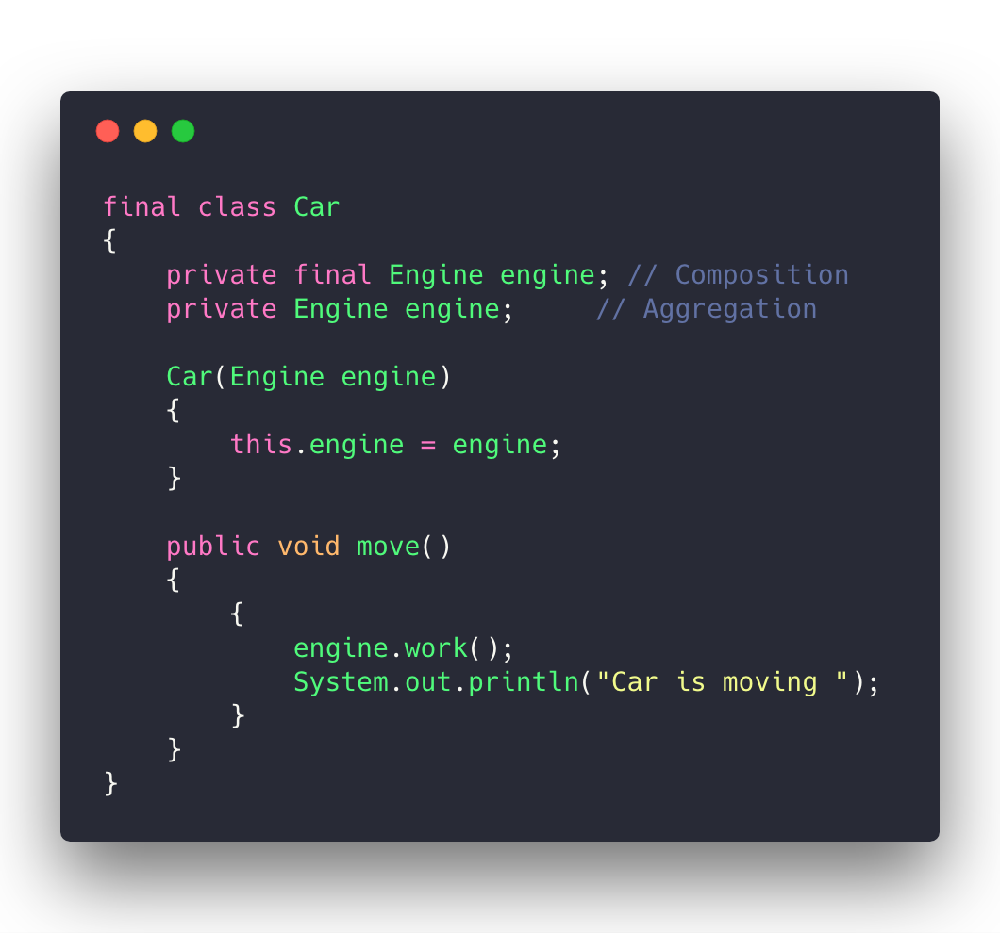 final class Car
{
    private final Engine engine; // Composition
    private Engine engine;     // Aggregation
    Car(Engine engine)
    {
        this.engine = engine;
    }
    public void move()
    {
        {
            engine.work();
            System.out.println("Car is moving ");
        }
    }
}